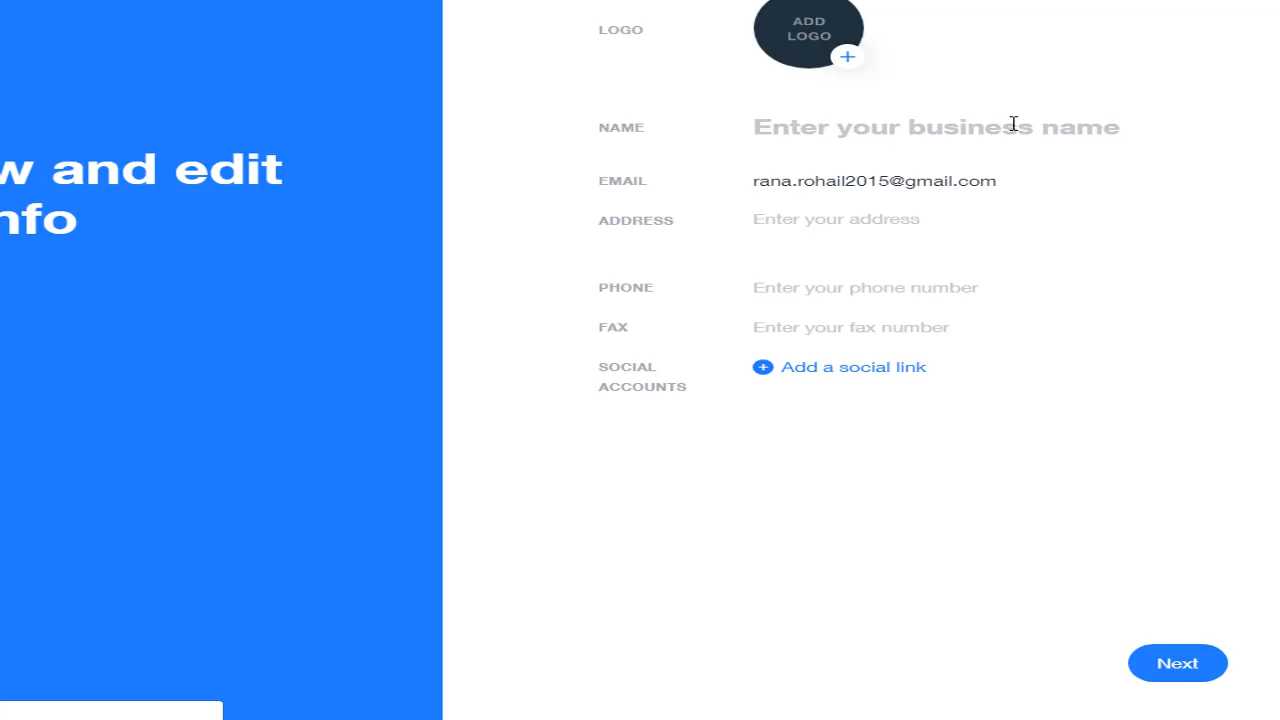 w and edit
nfo
LOGO
ADD
LOGO
NAME
Enter your business name
EMAIL
rana.rohail2015@gmail.com
ADDRESS
Enter your address
PHONE
Enter your phone number
FAX
Enter your fax number
SOCIAL
ACCOUNTS
Add a social link
Next